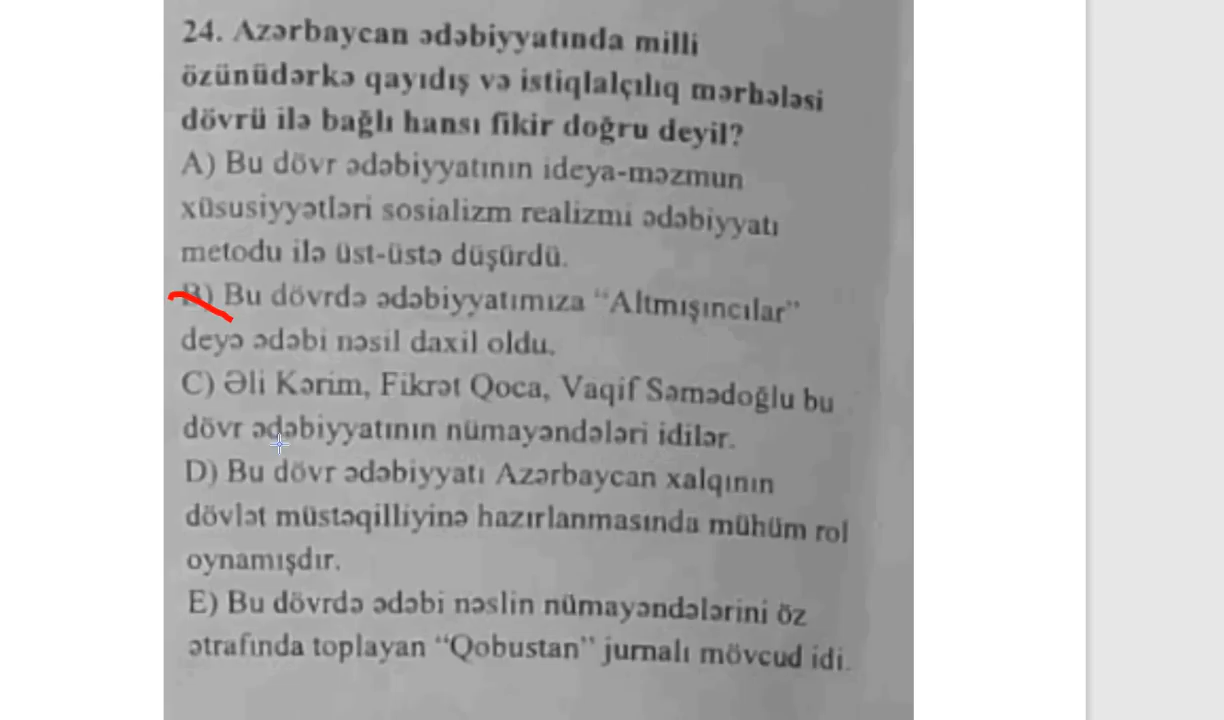 24. Azərbaycan ədəbiyyatında milli
özünüdərkə qayıdış və istiqlalçılıq mərhələsi
dövrü ilə bağlı hansı fikir doğru deyil?
A) Bu dövr ədəbiyyatının ideya-məzmun
xüsusiyyətləri sosializm realizmi ədəbiyyatı
metodu ilə üst-üstə düşürdü.
B) Bu dövrdə ədəbiyyatımıza “Altmışıncılar”
deyə ədəbi nəsil daxil oldu.
C) Əli Kərim, Fikrət Qoca, Vaqif Səmədoğlu bu
dövr ədəbiyyatının nümayəndələri idilər.
D) Bu dövr ədəbiyyatı Azərbaycan xalqının
dövlət müstəqilliyinə hazırlanmasında mühüm rol
oynamışdır.
E) Bu dövrdə ədəbi nəslin nümayəndələrini öz
ətrafında toplayan “Qobustan” jurnalı mövcud idi.